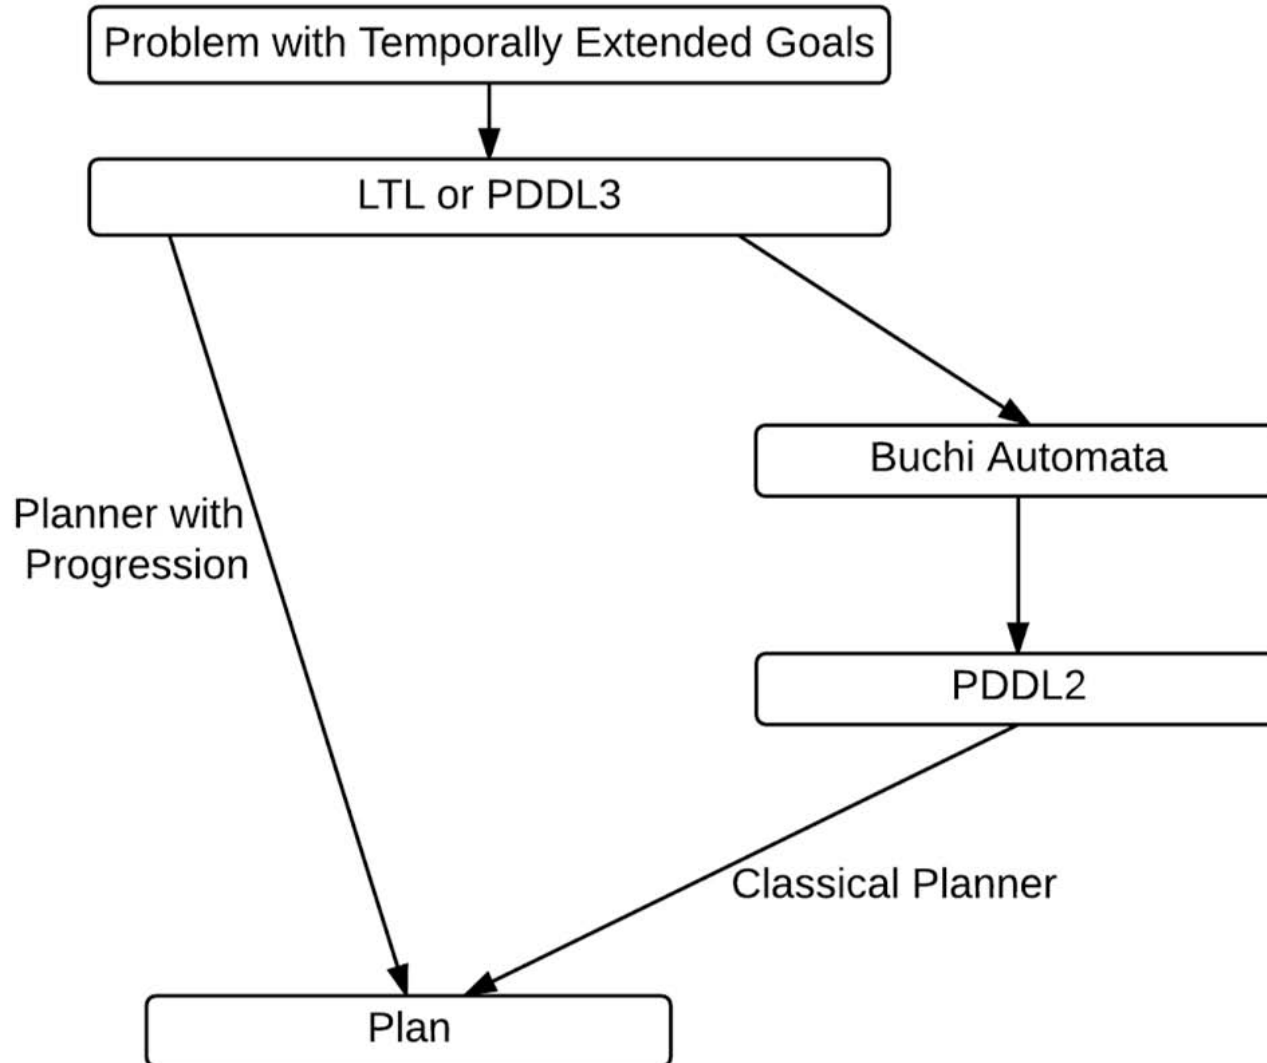 Problem with Temporally Extended Goals
LTL or PDDL3
Buchi Automata
Planner with
Progression
PDDL2
Classical Planner
Plan